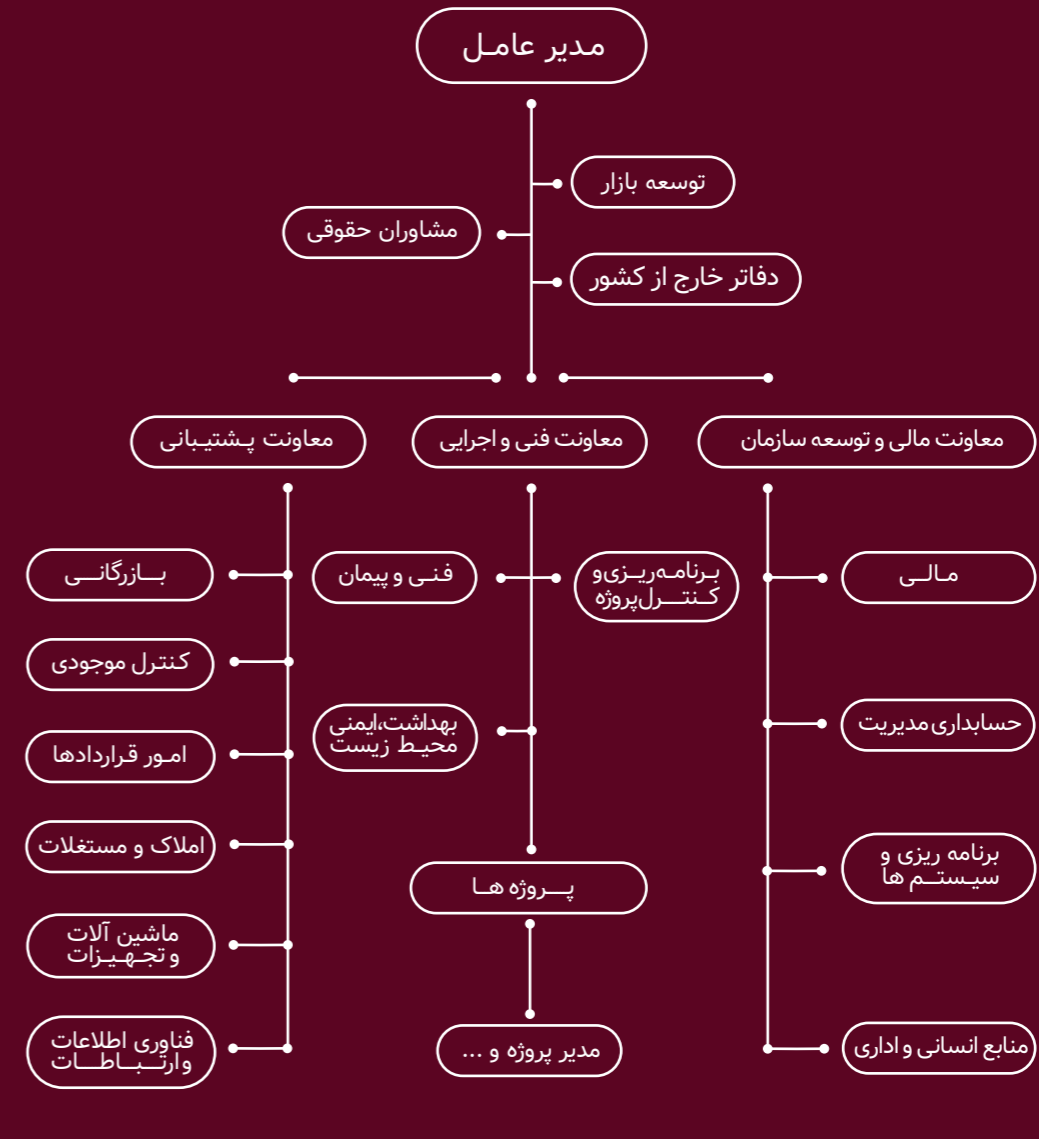 مدیر عامل
توسعه بازار
مشاوران حقوقی
دفاتر خارج از کشور
معاونت مالی و توسعه سازمان
معاونت فنی و اجرایی
معاونت پشتیبانی
مالی
برنامه‌ریزی و
کنترل پروژه
فنی و پیمان
بازرگانی
کنترل موجودی
حسابداری مدیریت
بهداشت،ایمنی
محیط زیست
امور قراردادها
برنامه ریزی و
سیستم ها
املاک و مستغلات
پروژه ها
ماشین آلات
و تجهیزات
منابع انسانی و اداری
مدیر پروژه و ...
فناوری اطلاعات
وارتباطات